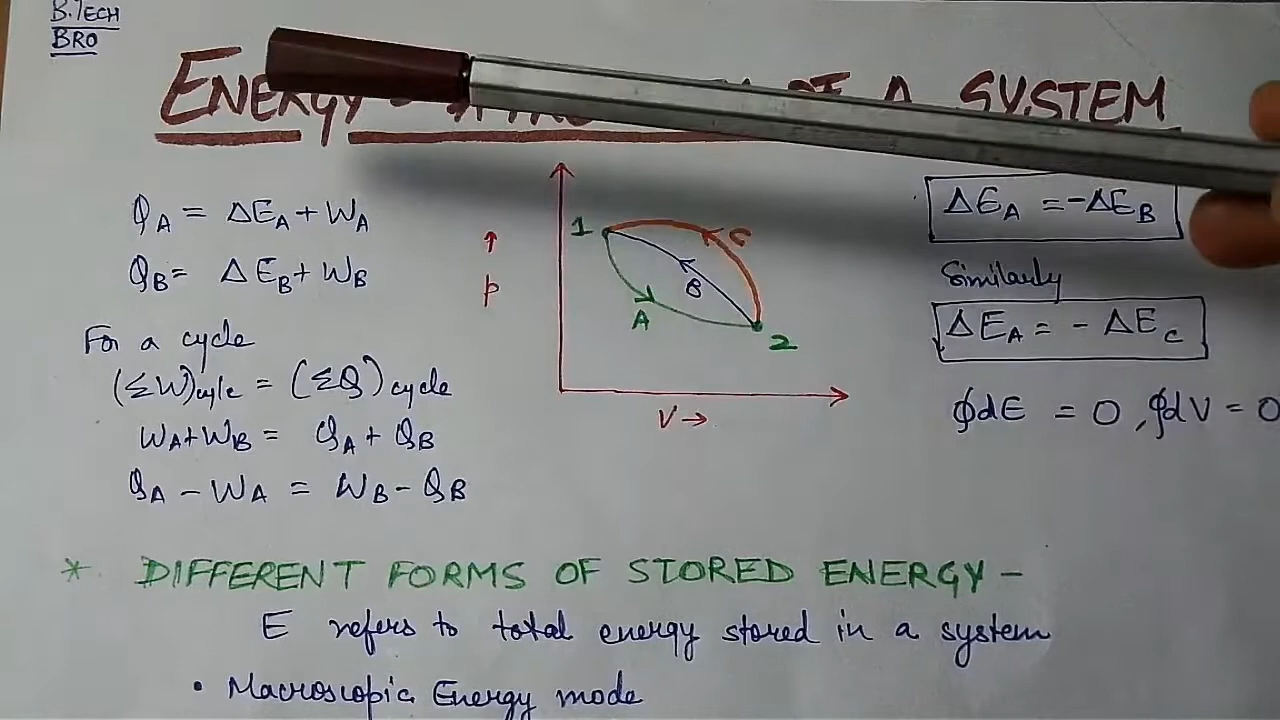 B.TECH
BRO
ENERGY - A SYSTEM
Q_A = ΔE_A + W_A
Q_B = ΔE_B + W_B
For a cycle
(ΣW)cycle = (ΣQ)cycle
W_A + W_B = Q_A + Q_B
Q_A - W_A = W_B - Q_B
1
C
↑
p
B
A
2
V →
ΔE_A = -ΔE_B
Similarly
ΔE_A = - ΔE_C
∮dE = 0, ∮dV = 0
* DIFFERENT FORMS OF STORED ENERGY -
E refers to total energy stored in a system
• Macroscopic Energy mode